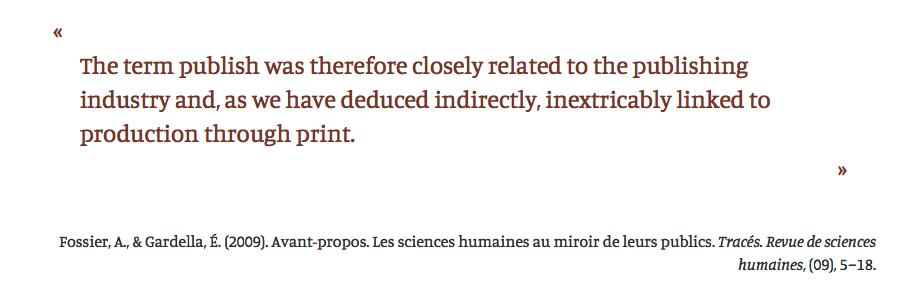 «
The term publish was therefore closely related to the publishing
industry and, as we have deduced indirectly, inextricably linked to
production through print.
»
Fossier, A., & Gardella, É. (2009). Avant-propos. Les sciences humaines au miroir de leurs publics. Tracés. Revue de sciences
humaines, (09), 5–18.